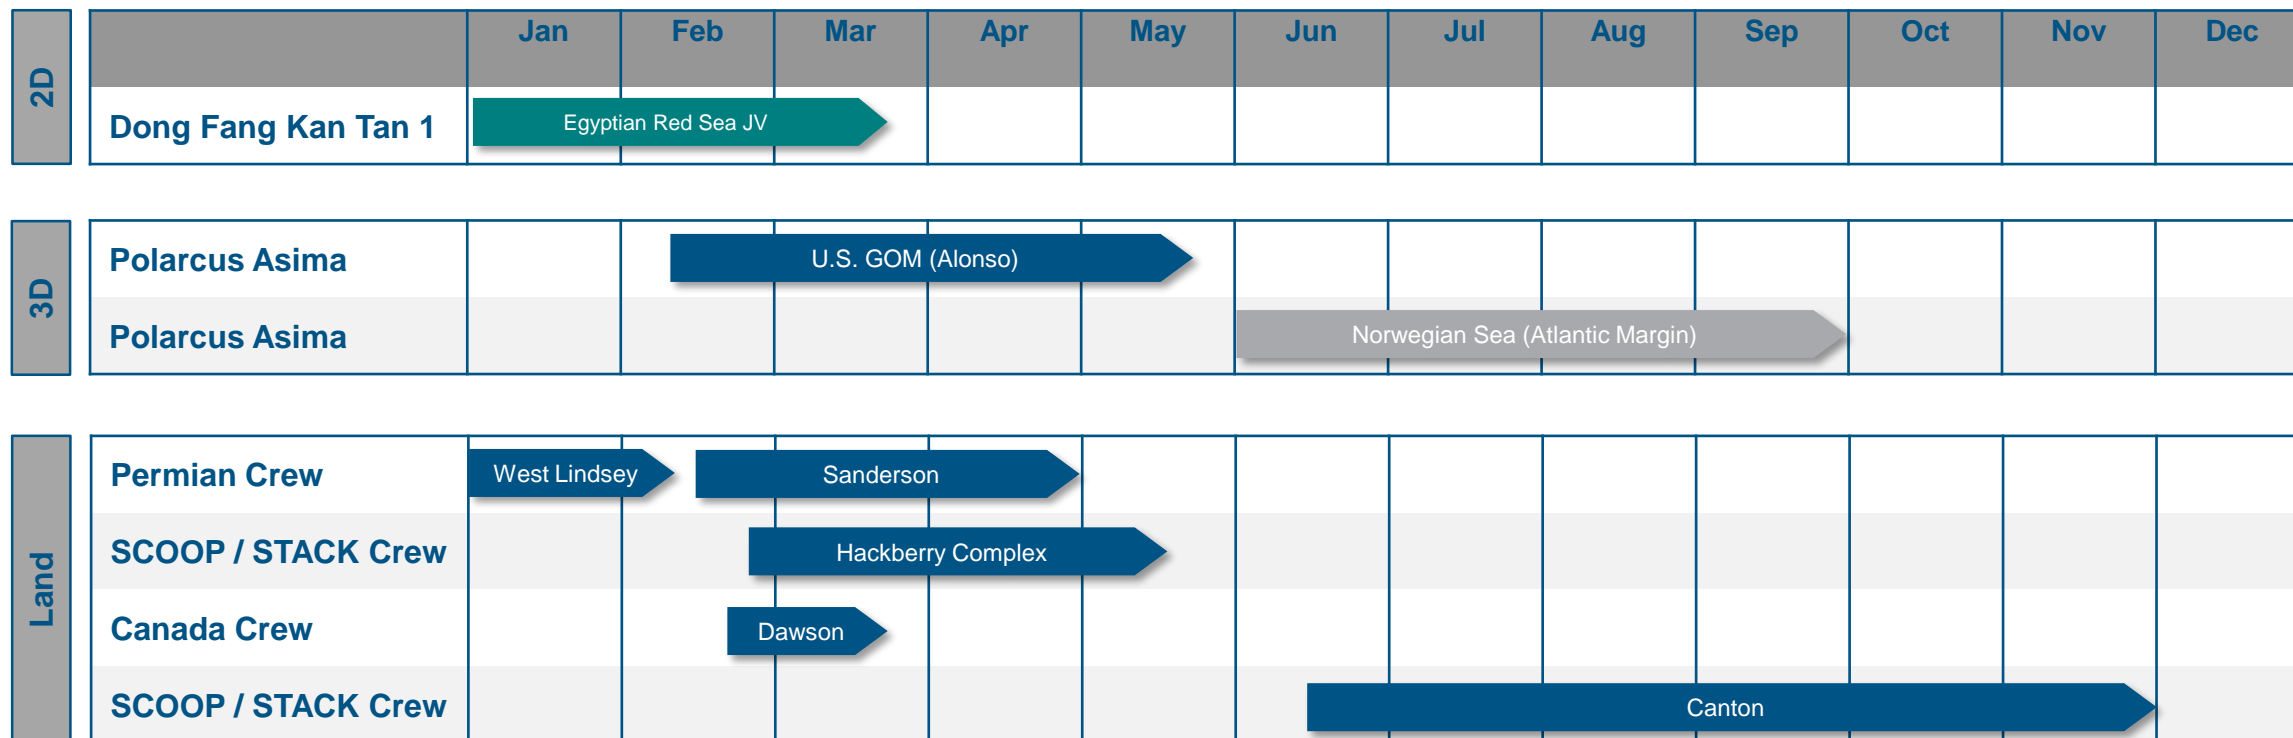 2D
Jan Feb Mar Apr May Jun Jul Aug Sep Oct Nov Dec
Dong Fang Kan Tan 1 Egyptian Red Sea JV
3D
Polarcus Asima U.S. GOM (Alonso)
Polarcus Asima Norwegian Sea (Atlantic Margin)
Land
Permian Crew West Lindsey Sanderson
SCOOP / STACK Crew Hackberry Complex
Canada Crew Dawson
SCOOP / STACK Crew Canton